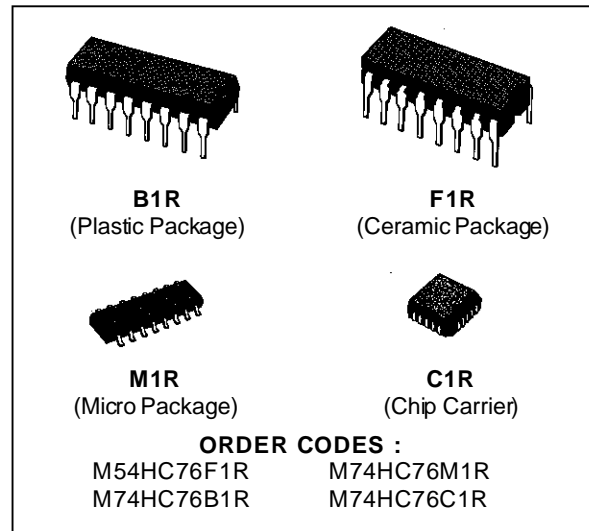 B1R
(Plastic Package)
F1R
(Ceramic Package)
M1R
(Micro Package)
C1R
(Chip Carrier)
ORDER CODES :
M54HC76F1R M74HC76M1R
M74HC76B1R M74HC76C1R